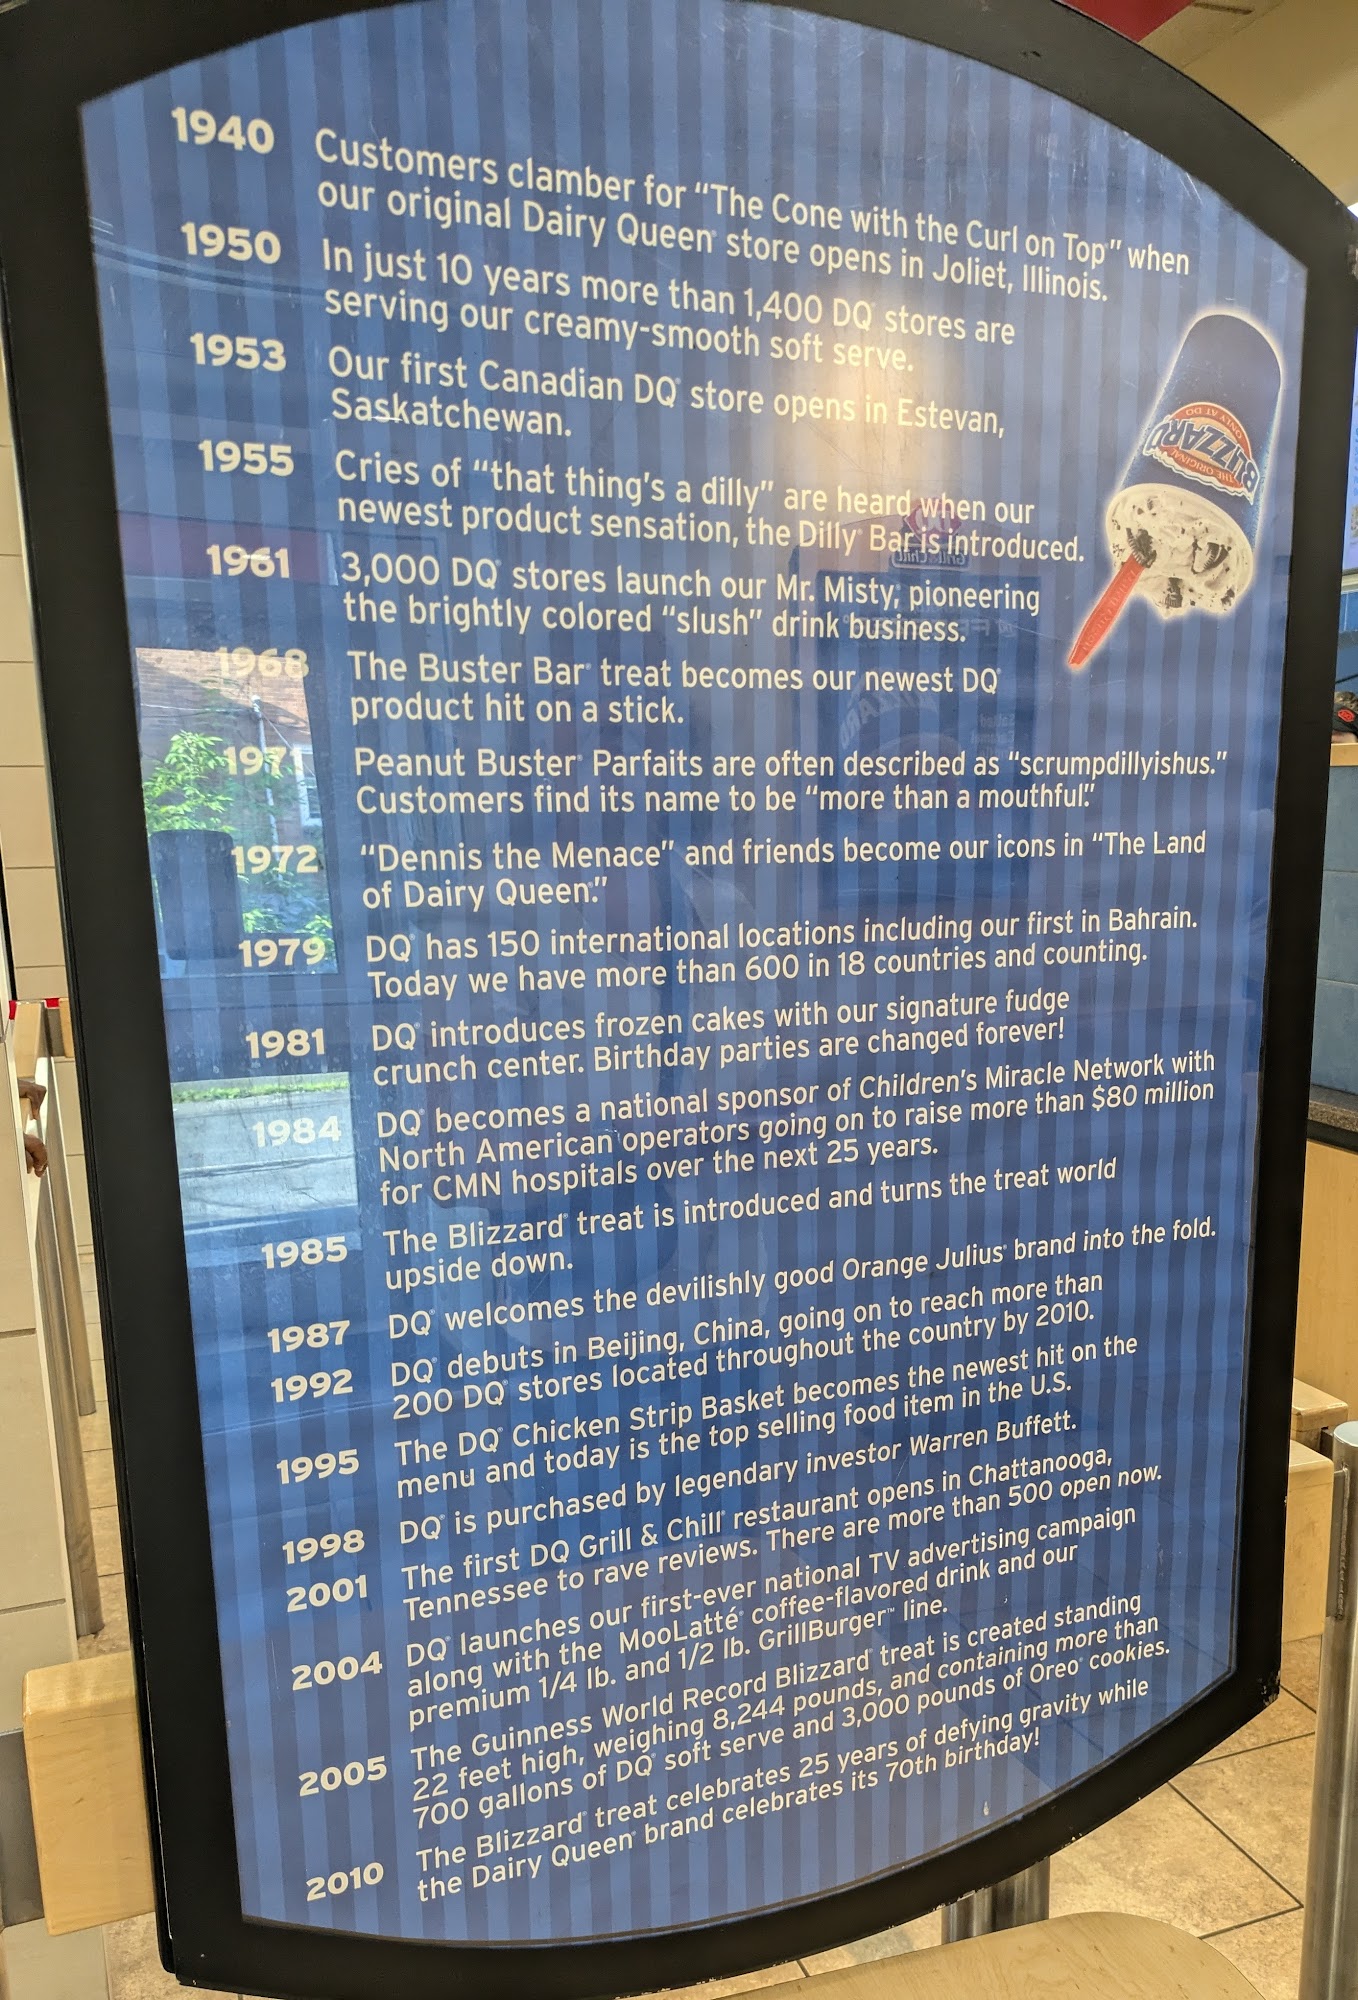 1940 Customers clamber for “The Cone with the Curl on Top” when
our original Dairy Queen® store opens in Joliet, Illinois.
1950 In just 10 years more than 1,400 DQ® stores are
serving our creamy-smooth soft serve.
1953 Our first Canadian DQ® store opens in Estevan,
Saskatchewan.
1955 Cries of “that thing’s a dilly” are heard when our
newest product sensation, the Dilly® Bar is introduced.
1961 3,000 DQ® stores launch our Mr. Misty®, pioneering
the brightly colored “slush” drink business.
1968 The Buster Bar® treat becomes our newest DQ®
product hit on a stick.
1971 Peanut Buster® Parfaits are often described as “scrumpdillyishus.”
Customers find its name to be “more than a mouthful.”
1972 “Dennis the Menace” and friends become our icons in “The Land
of Dairy Queen®.”
1979 DQ® has 150 international locations including our first in Bahrain.
Today we have more than 600 in 18 countries and counting.
1981 DQ® introduces frozen cakes with our signature fudge
crunch center. Birthday parties are changed forever!
1984 DQ® becomes a national sponsor of Children’s Miracle Network with
North American operators going on to raise more than $80 million
for CMN hospitals over the next 25 years.
1985 The Blizzard® treat is introduced and turns the treat world
upside down.
1987 DQ® welcomes the devilishly good Orange Julius® brand into the fold.
1992 DQ® debuts in Beijing, China, going on to reach more than
200 DQ® stores located throughout the country by 2010.
1995 The DQ® Chicken Strip Basket becomes the newest hit on the
menu and today is the top selling food item in the U.S.
1998 DQ® is purchased by legendary investor Warren Buffett.
2001 The first DQ Grill & Chill® restaurant opens in Chattanooga,
Tennessee to rave reviews. There are more than 500 open now.
2004 DQ® launches our first-ever national TV advertising campaign
along with the MooLatté® coffee-flavored drink and our
premium 1/4 lb. and 1/2 lb. GrillBurger™ line.
2005 The Guinness World Record Blizzard® treat is created standing
22 feet high, weighing 8,244 pounds, and containing more than
700 gallons of DQ® soft serve and 3,000 pounds of Oreo® cookies.
2010 The Blizzard® treat celebrates 25 years of defying gravity while
the Dairy Queen® brand celebrates its 70th birthday!
THE ORIGINAL
BLIZZARD
ONLY AT DQ